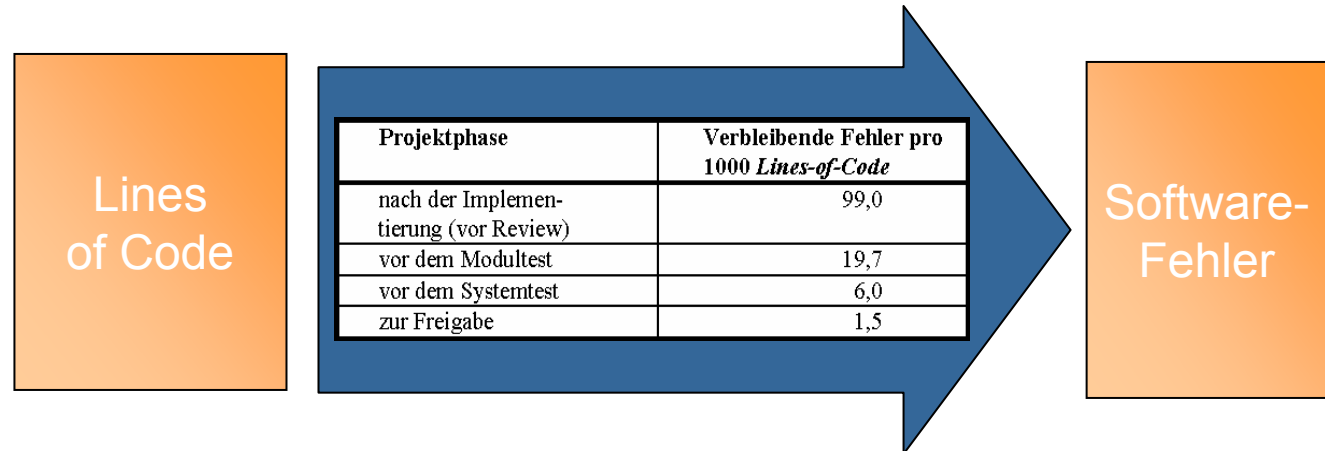 Lines
of Code
Projektphase
Verbleibende Fehler pro
1000 Lines-of-Code
nach der Implemen-
tierung (vor Review)
99,0
vor dem Modultest
19,7
vor dem Systemtest
6,0
zur Freigabe
1,5
Software-
Fehler